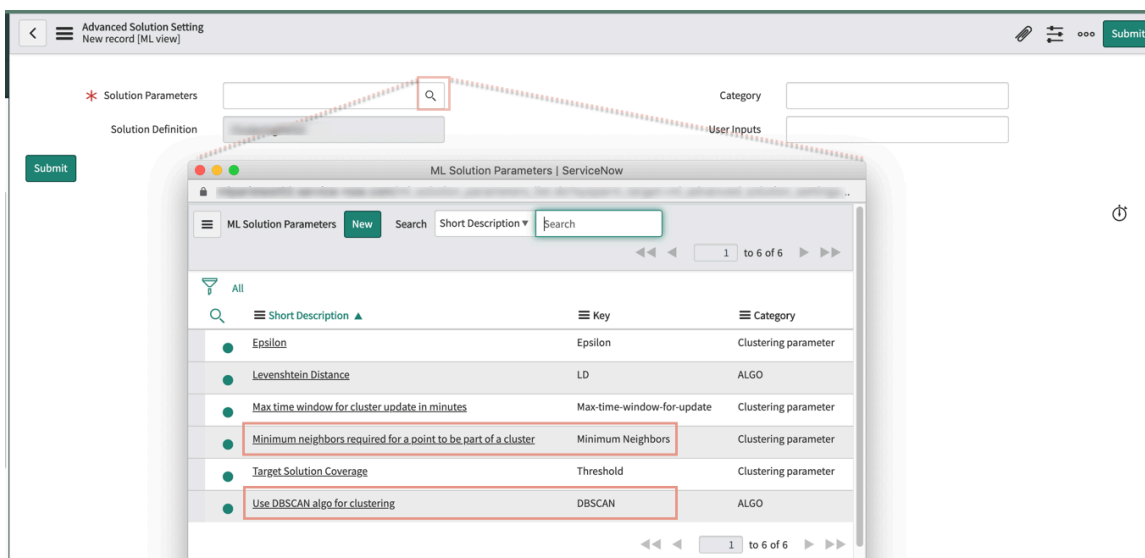 Advanced Solution Setting
New record [ML view]
Submit
Solution Parameters
Category
Solution Definition
User Inputs
Submit
ML Solution Parameters | ServiceNow
ML Solution Parameters New Search Short Description Search
1 to 6 of 6
All
Short Description Key Category
Epsilon Epsilon Clustering parameter
Levenshtein Distance LD ALGO
Max time window for cluster update in minutes Max-time-window-for-update Clustering parameter
Minimum neighbors required for a point to be part of a cluster Minimum Neighbors Clustering parameter
Target Solution Coverage Threshold Clustering parameter
Use DBSCAN algo for clustering DBSCAN ALGO
1 to 6 of 6